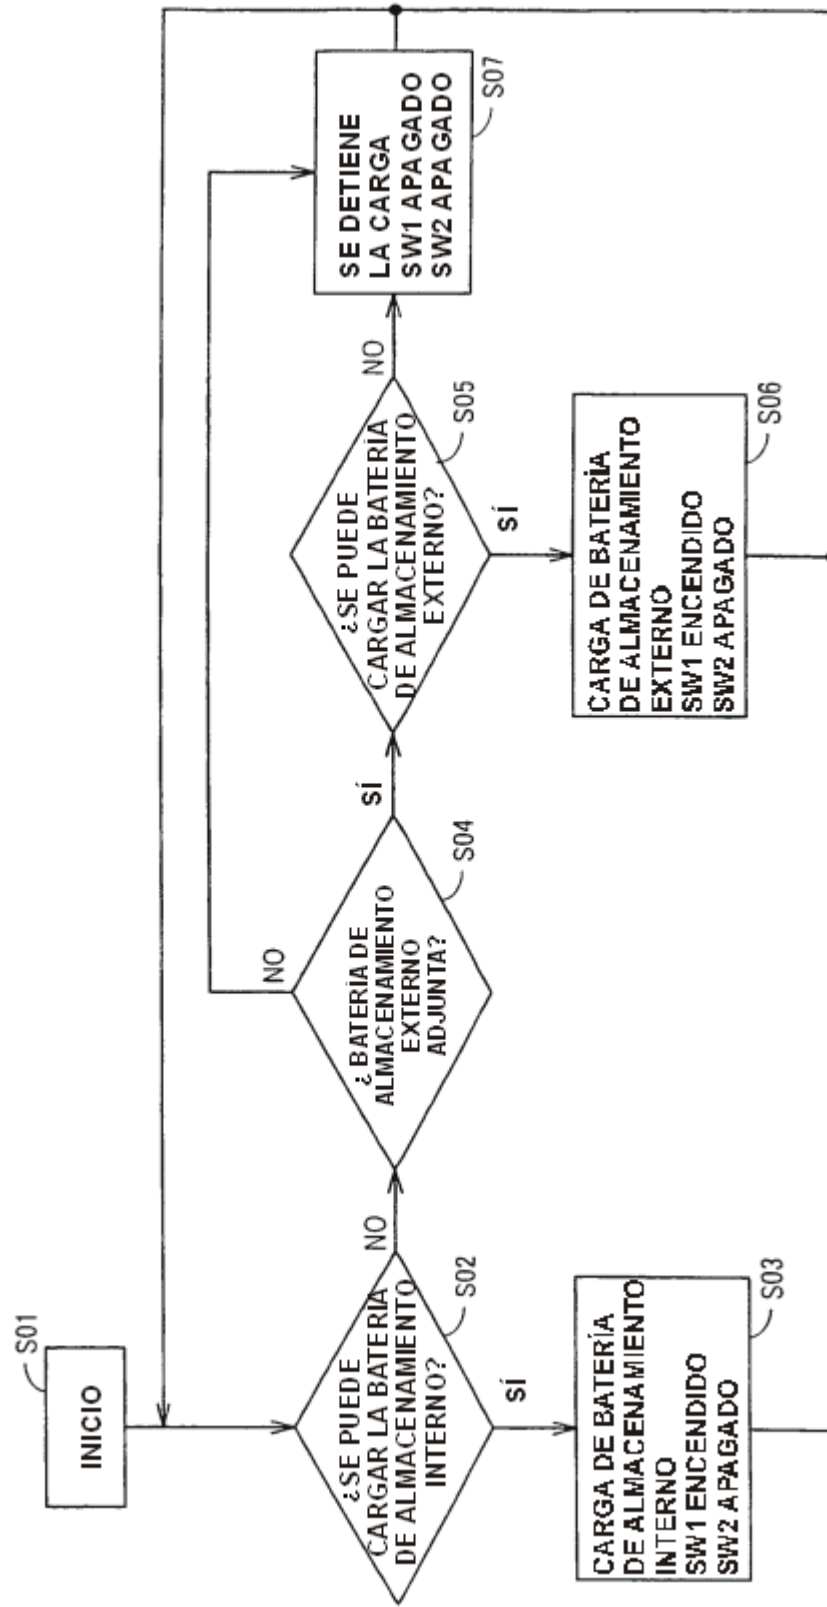 INICIO
S01
¿SE PUEDE
CARGAR LA BATERÍA
DE ALMACENAMIENTO
INTERNO?
S02
NO
SÍ
CARGA DE BATERÍA
DE ALMACENAMIENTO
INTERNO
SW1 ENCENDIDO
SW2 APAGADO
S03
¿ BATERÍA DE
ALMACENAMIENTO
EXTERNO
ADJUNTA?
S04
NO
SÍ
¿SE PUEDE
CARGAR LA BATERÍA
DE ALMACENAMIENTO
EXTERNO?
S05
NO
SÍ
CARGA DE BATERÍA
DE ALMACENAMIENTO
EXTERNO
SW1 ENCENDIDO
SW2 APAGADO
S06
SE DETIENE
LA CARGA
SW1 APAGADO
SW2 APAGADO
S07